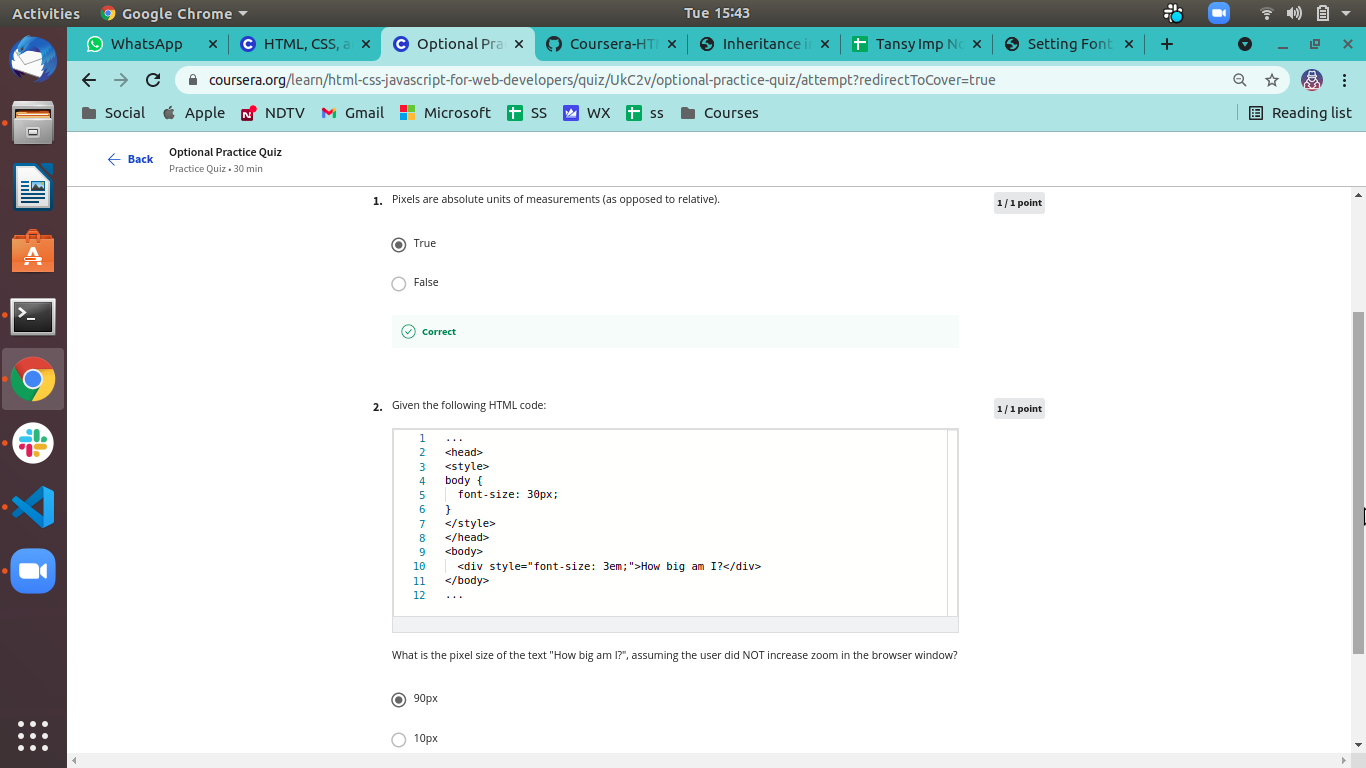 Activities
Google Chrome
Tue 15:43
WhatsApp
HTML, CSS, a
Optional Pra
Coursera-HT
Inheritance i
Tansy Imp No
Setting Font
coursera.org/learn/html-css-javascript-for-web-developers/quiz/UkC2v/optional-practice-quiz/attempt?redirectToCover=true
Social
Apple
NDTV
Gmail
Microsoft
SS
WX
ss
Courses
Reading list
Back
Optional Practice Quiz
Practice Quiz • 30 min
1. Pixels are absolute units of measurements (as opposed to relative).
1 / 1 point
True
False
Correct
2. Given the following HTML code:
1 / 1 point
1 ...
2 <head>
3 <style>
4 body {
5 font-size: 30px;
6 }
7 </style>
8 </head>
9 <body>
10 <div style="font-size: 3em;">How big am I?</div>
11 </body>
12 ...
What is the pixel size of the text "How big am I?", assuming the user did NOT increase zoom in the browser window?
90px
10px